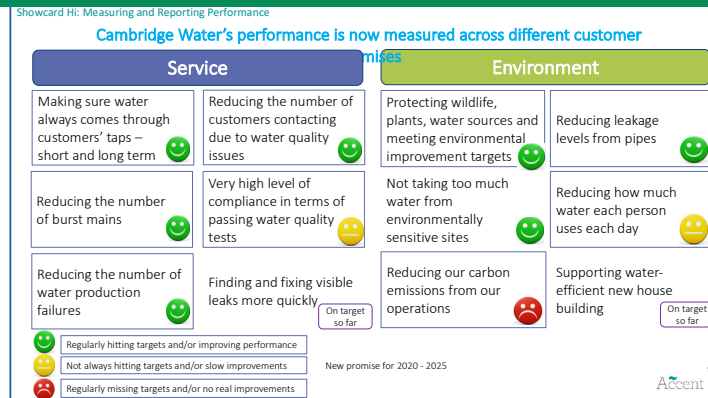 Showcard Hi: Measuring and Reporting Performance
Cambridge Water's performance is now measured across different customer
mises
Service
Environment
Making sure water
always comes through
customers' taps –
short and long term
Reducing the number of
customers contacting
due to water quality
issues
Protecting wildlife,
plants, water sources and
meeting environmental
improvement targets
Reducing leakage
levels from pipes
Reducing the number
of burst mains
Very high level of
compliance in terms of
passing water quality
tests
Not taking too much
water from
environmentally
sensitive sites
Reducing how much
water each person
uses each day
Reducing the number of
water production
failures
Finding and fixing visible
leaks more quickly
On target
so far
Reducing our carbon
emissions from our
operations
Supporting water-
efficient new house
building
On target
so far
Regularly hitting targets and/or improving performance
Not always hitting targets and/or slow improvements
New promise for 2020 - 2025
Regularly missing targets and/or no real improvements
Accent